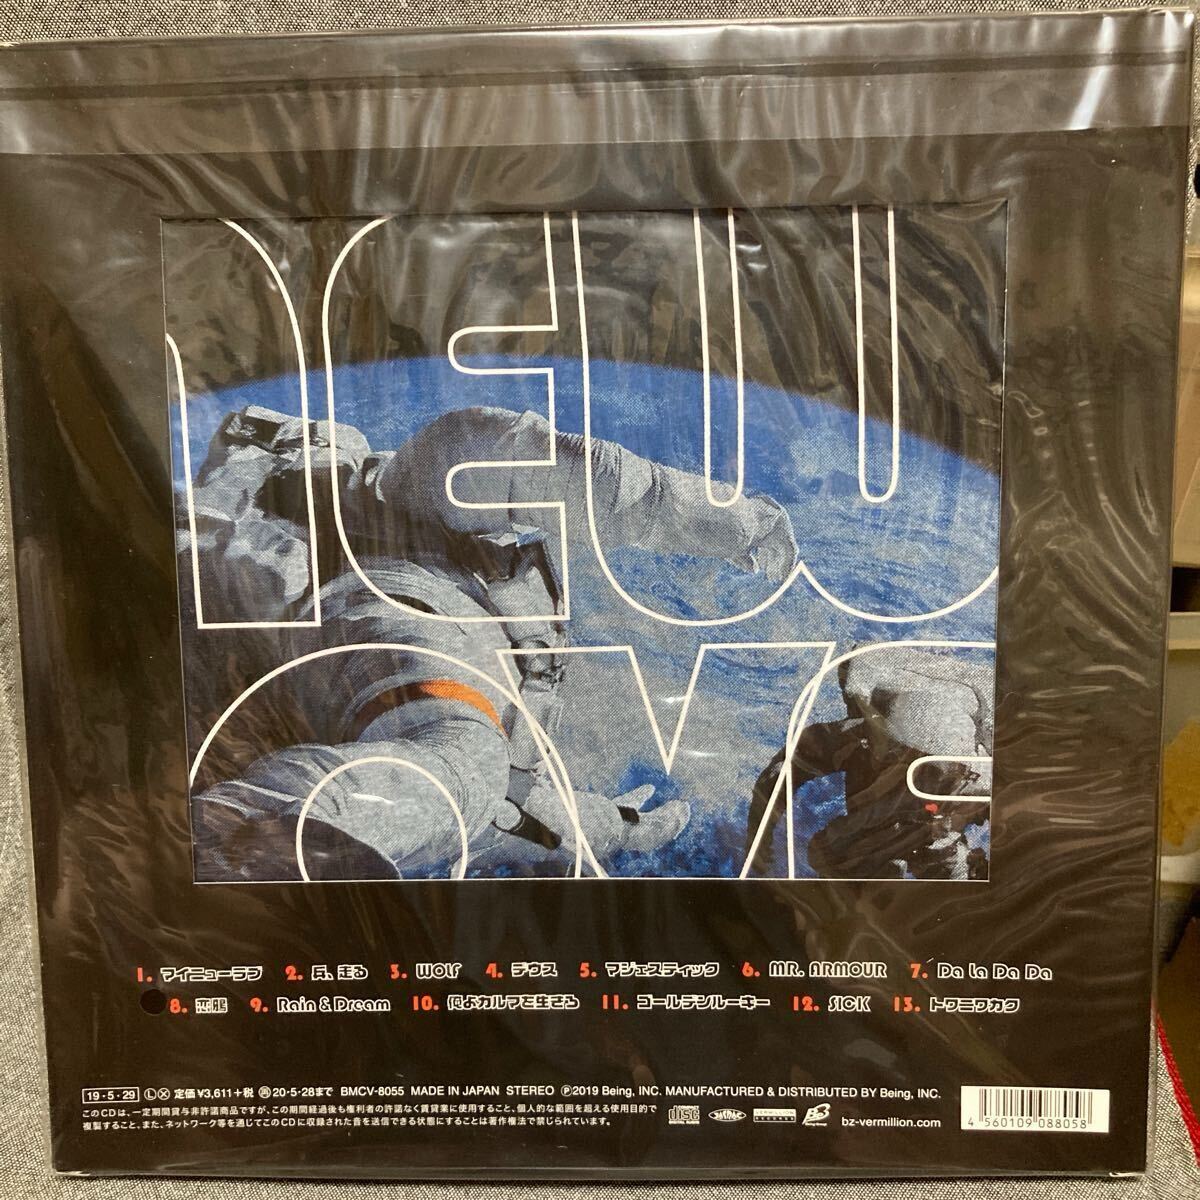 NEW
OVE
1. マイニューラブ 2. 兵、走る 3. WOLF 4. デウス 5. マジェスティック 6. MR. ARMOUR 7. Da La Da Da
8. 恋鴉 9. Rain & Dream 10. 俺よカルマを生きろ 11. ゴールデンルーキー 12. SICK 13. トワニワカク
19・5・29 Ⓛ Ⓧ 定価¥3,611+税 20・5・28まで BMCV-8055 MADE IN JAPAN STEREO Ⓟ2019 Being, INC. MANUFACTURED & DISTRIBUTED BY Being, INC.
このCDは、一定期間貸与非許諾商品ですが、この期間経過後も権利者の許諾なく賃貸業に使用すること、個人的な範囲を超える使用目的で
複製すること、また、ネットワーク等を通じてこのCDに収録された音を送信できる状態にすることは著作権法で禁じられています。
DIGITAL AUDIO
VERMILLION
RECORDS
bz-vermillion.com
4 560109 088058